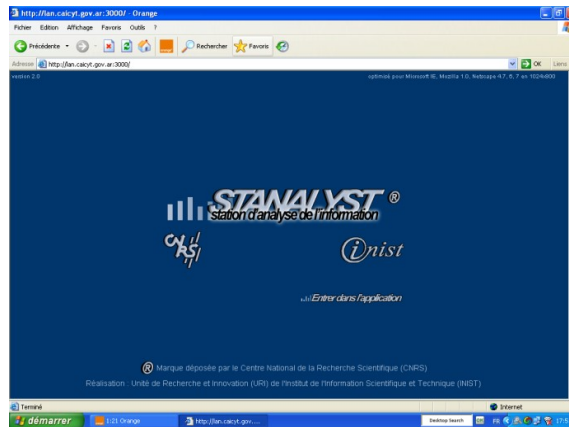 http://lan.caicyt.gov.ar:3000/ - Orange
Fichier Edition Affichage Favoris Outils ?
Précédente Rechercher Favoris
Adresse http://lan.caicyt.gov.ar:3000/ OK Liens
version 2.0 optimisé pour Microsoft IE, Mozilla 1.0, Netscape 4.7, 6, 7 en 1024x800
STANALYST ®
station d'analyse de l'information
CNRS inist
Entrer dans l'application
® Marque déposée par le Centre National de la Recherche Scientifique (CNRS)
Réalisation : Unité de Recherche et Innovation (URI) de l'Institut de l'Information Scientifique et Technique (INIST)
Terminé Internet
démarrer 1:21 Orange http://lan.caicyt.gov.... Desktop Search FR